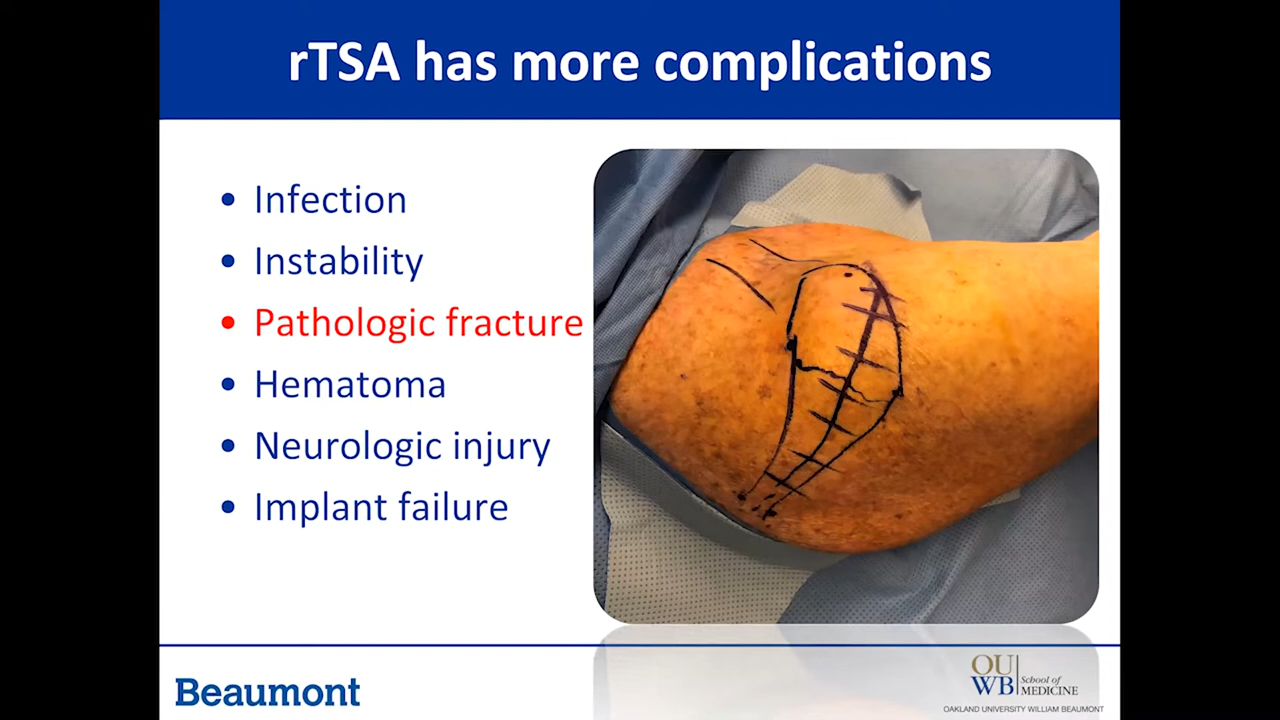 rTSA has more complications
• Infection
• Instability
• Pathologic fracture
• Hematoma
• Neurologic injury
• Implant failure
Beaumont
OU
WB School of
MEDICINE
OAKLAND UNIVERSITY WILLIAM BEAUMONT